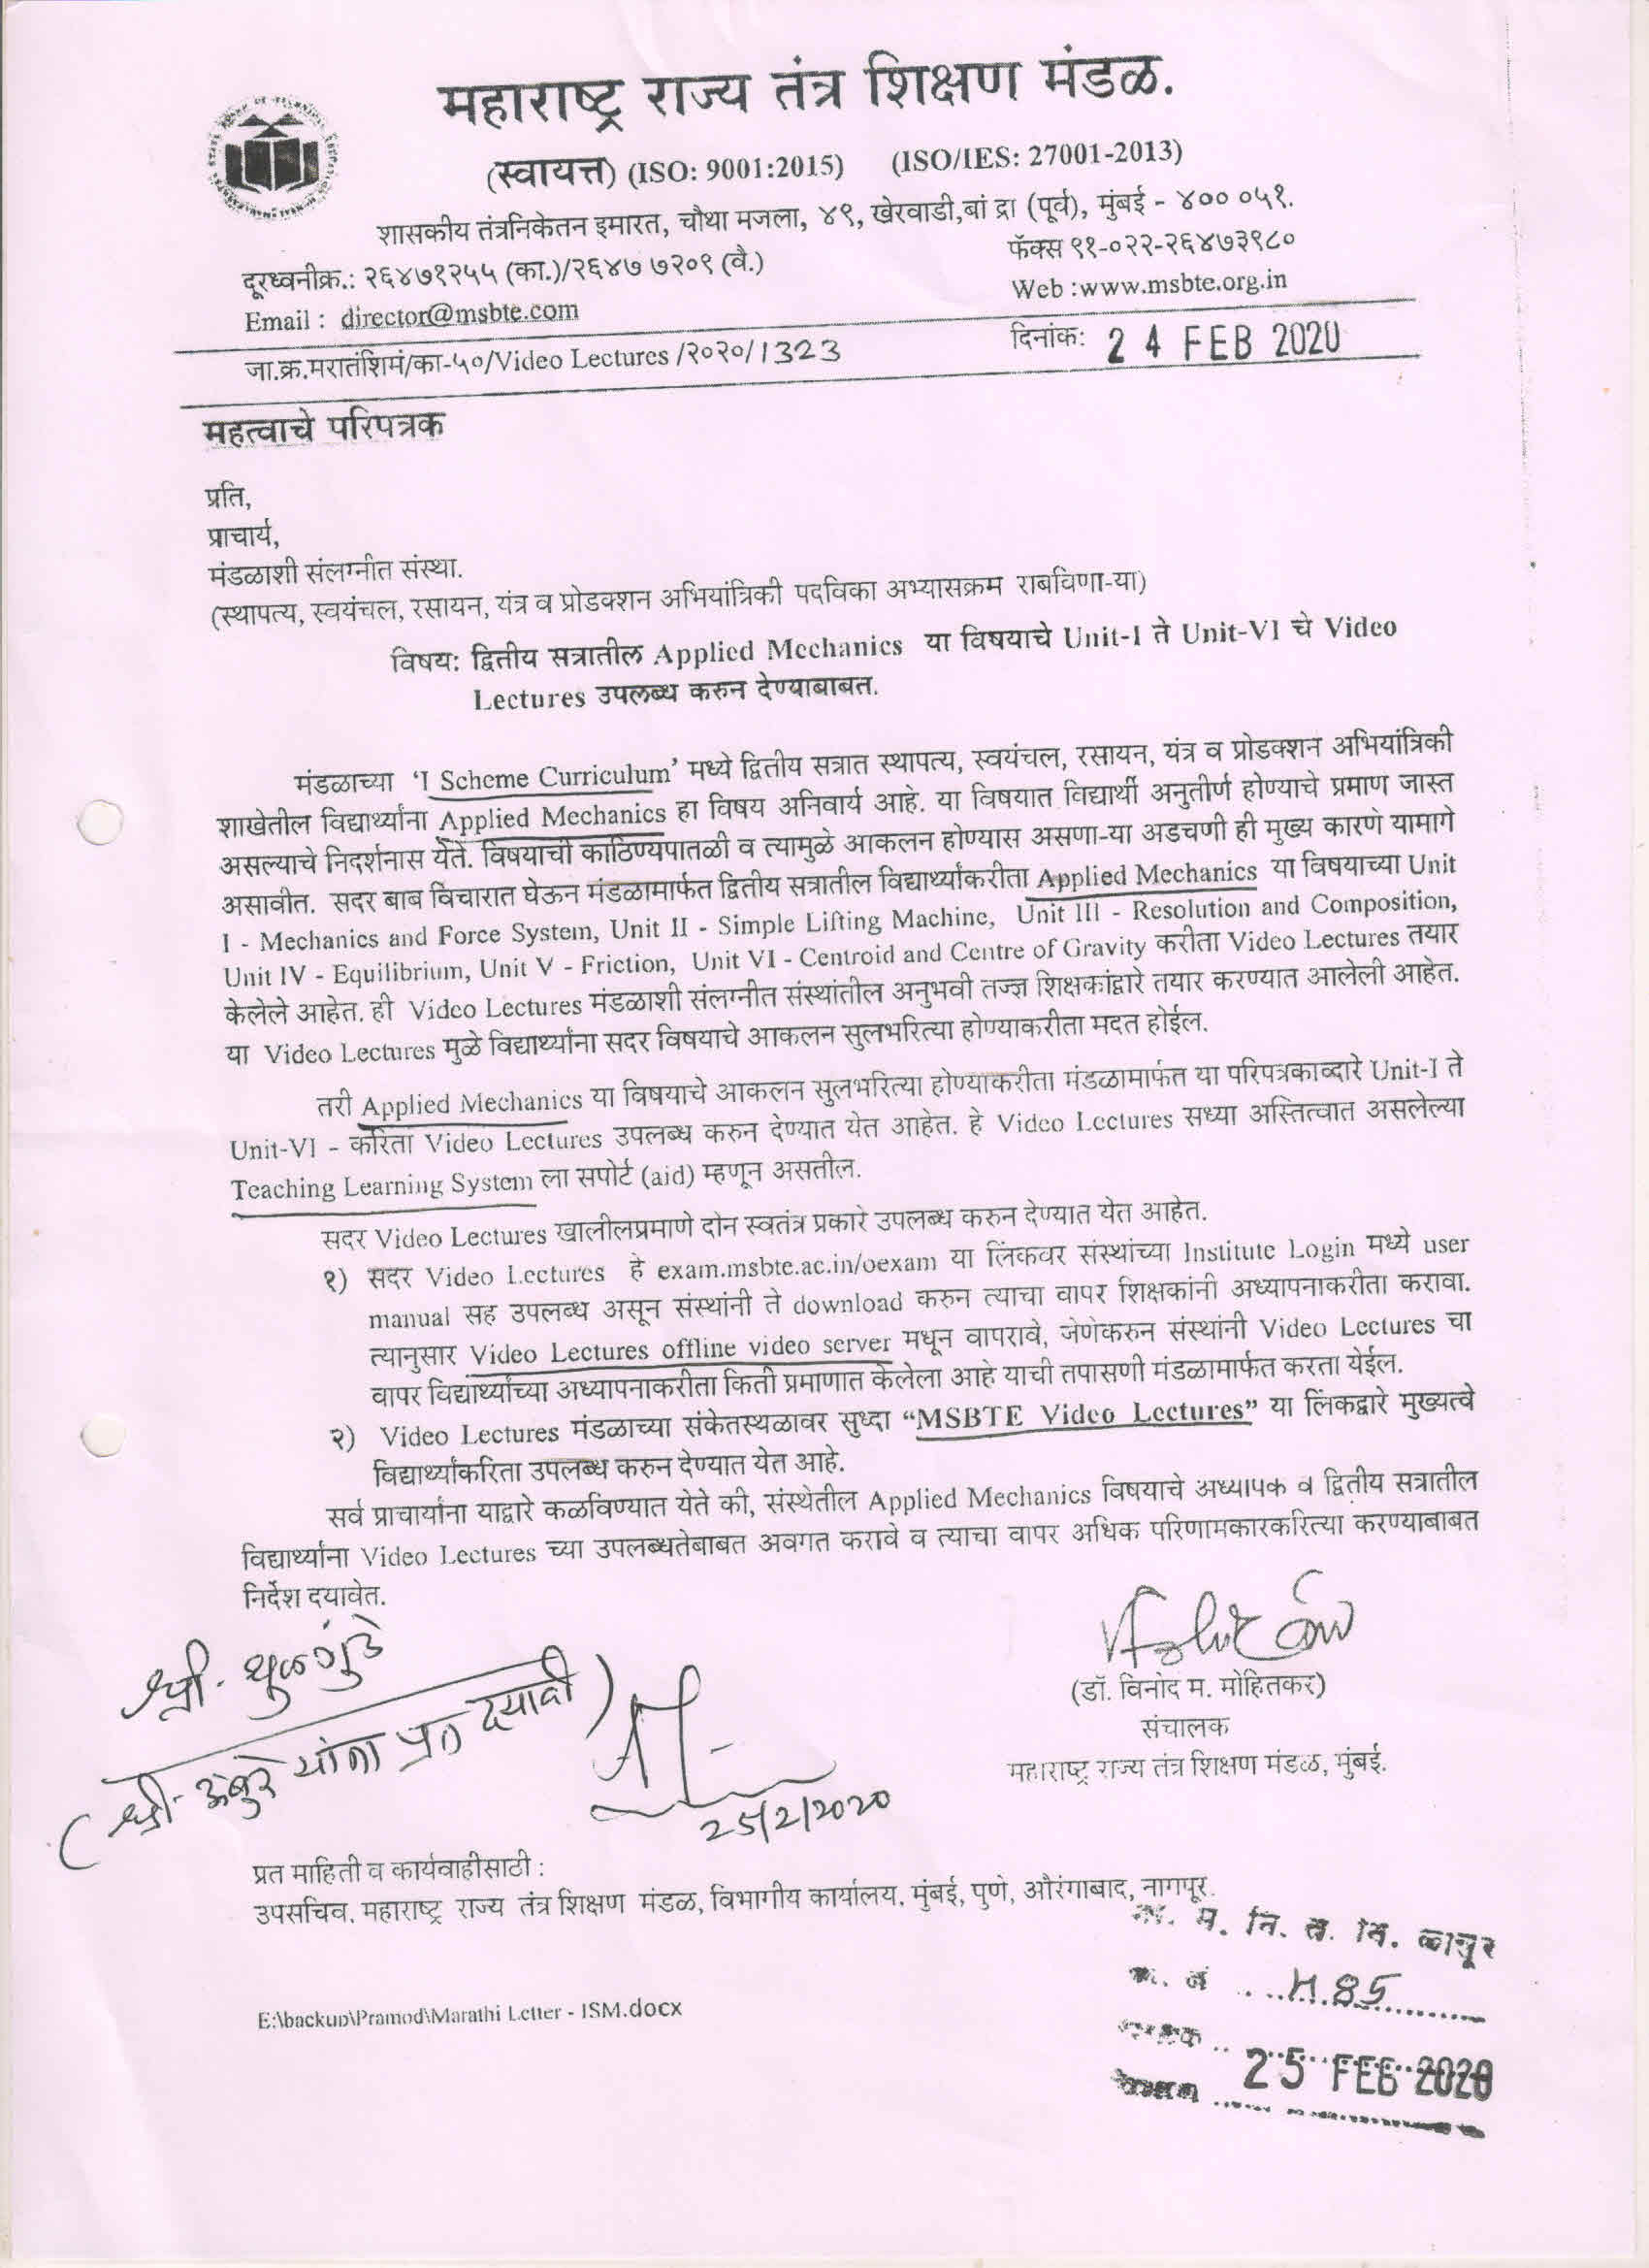 महाराष्ट्र राज्य तंत्र शिक्षण मंडळ.
(स्वायत्त) (ISO: 9001:2015) (ISO/IES: 27001-2013)
शासकीय तंत्रनिकेतन इमारत, चौथा मजला, ४९, खेरवाडी,बां द्रा (पूर्व), मुंबई - ४०० ०५१.
दूरध्वनीक्र.: २६४७१२५५ (का.)/२६४७ ७२०९ (वै.) फॅक्स ९१-०२२-२६४७३९८०
Email : director@msbte.com Web :www.msbte.org.in
जा.क्र.मरातंशिमं/का-५०/Video Lectures /२०२०/1323 दिनांक: 24 FEB 2020
महत्वाचे परिपत्रक
प्रति,
प्राचार्य,
मंडळाशी संलग्नीत संस्था.
(स्थापत्य, स्वयंचल, रसायन, यंत्र व प्रोडक्शन अभियांत्रिकी पदविका अभ्यासक्रम राबविणा-या)
विषय: द्वितीय सत्रातील Applied Mechanics या विषयाचे Unit-I ते Unit-VI चे Video
Lectures उपलब्ध करुन देण्याबाबत.
मंडळाच्या ‘I Scheme Curriculum’ मध्ये द्वितीय सत्रात स्थापत्य, स्वयंचल, रसायन, यंत्र व प्रोडक्शन अभियांत्रिकी
शाखेतील विद्यार्थ्यांना Applied Mechanics हा विषय अनिवार्य आहे. या विषयात विद्यार्थी अनुतीर्ण होण्याचे प्रमाण जास्त
असल्याचे निदर्शनास येते. विषयाची काठिण्यपातळी व त्यामुळे आकलन होण्यास असणा-या अडचणी ही मुख्य कारणे यामागे
असावीत. सदर बाब विचारात घेऊन मंडळामार्फत द्वितीय सत्रातील विद्यार्थ्यांकरीता Applied Mechanics या विषयाच्या Unit
I - Mechanics and Force System, Unit II - Simple Lifting Machine, Unit III - Resolution and Composition,
Unit IV - Equilibrium, Unit V - Friction, Unit VI - Centroid and Centre of Gravity करीता Video Lectures तयार
केलेले आहेत. ही Video Lectures मंडळाशी संलग्नीत संस्थांतील अनुभवी तज्ज्ञ शिक्षकांद्वारे तयार करण्यात आलेली आहेत.
या Video Lectures मुळे विद्यार्थ्यांना सदर विषयाचे आकलन सुलभरित्या होण्याकरीता मदत होईल.
तरी Applied Mechanics या विषयाचे आकलन सुलभरित्या होण्याकरीता मंडळामार्फत या परिपत्रकाव्दारे Unit-I ते
Unit-VI - करिता Video Lectures उपलब्ध करुन देण्यात येत आहेत. हे Video Lectures सध्या अस्तित्वात असलेल्या
Teaching Learning System ला सपोर्ट (aid) म्हणून असतील.
सदर Video Lectures खालीलप्रमाणे दोन स्वतंत्र प्रकारे उपलब्ध करुन देण्यात येत आहेत.
१) सदर Video Lectures हे exam.msbte.ac.in/oexam या लिंकवर संस्थांच्या Institute Login मध्ये user
manual सह उपलब्ध असून संस्थांनी ते download करुन त्याचा वापर शिक्षकांनी अध्यापनाकरीता करावा.
त्यानुसार Video Lectures offline video server मधून वापरावे, जेणेकरुन संस्थांनी Video Lectures चा
वापर विद्यार्थ्यांच्या अध्यापनाकरीता किती प्रमाणात केलेला आहे याची तपासणी मंडळामार्फत करता येईल.
२) Video Lectures मंडळाच्या संकेतस्थळावर सुध्दा “MSBTE Video Lectures” या लिंकद्वारे मुख्यत्वे
विद्यार्थ्यांकरिता उपलब्ध करुन देण्यात येत आहे.
सर्व प्राचार्यांना याद्वारे कळविण्यात येते की, संस्थेतील Applied Mechanics विषयाचे अध्यापक व द्वितीय सत्रातील
विद्यार्थ्यांना Video Lectures च्या उपलब्धतेबाबत अवगत करावे व त्याचा वापर अधिक परिणामकारकरित्या करण्याबाबत
निर्देश दयावेत.
श्री.
(श्री. यांना प्रत द्यावी)
25/2/2020
(डॉ. विनोद म. मोहितकर)
संचालक
महाराष्ट्र राज्य तंत्र शिक्षण मंडळ, मुंबई.
प्रत माहिती व कार्यवाहीसाठी :
उपसचिव, महाराष्ट्र राज्य तंत्र शिक्षण मंडळ, विभागीय कार्यालय, मुंबई, पुणे, औरंगाबाद, नागपूर.
म. नि. त. नि. लातूर
485
25 FEB 2020
E:\backup\Pramod\Marathi Letter - ISM.docx